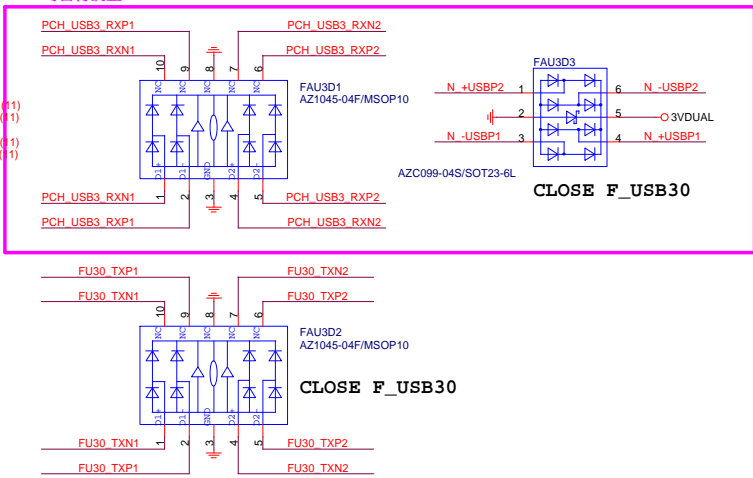 PCH_USB3_RXP1
PCH_USB3_RXN2
PCH_USB3_RXN1
PCH_USB3_RXP2
10
9
8
7
6
NC
NC
NC
NC
FAU3D1
AZ1045-04F/MSOP10
(11)
(11)
(11)
(11)
D1+
D1-
GND
D2+
D2-
1
2
3
4
5
PCH_USB3_RXN1
PCH_USB3_RXP2
PCH_USB3_RXP1
PCH_USB3_RXN2
FAU3D3
N_+USBP2
1
6
N_-USBP2
2
5
3VDUAL
N_-USBP1
3
4
N_+USBP1
AZC099-04S/SOT23-6L
CLOSE F_USB30
FU30_TXP1
FU30_TXN2
FU30_TXN1
FU30_TXP2
10
9
8
7
6
NC
NC
NC
NC
FAU3D2
AZ1045-04F/MSOP10
CLOSE F_USB30
D1+
D1-
GND
D2+
D2-
1
2
3
4
5
FU30_TXN1
FU30_TXP2
FU30_TXP1
FU30_TXN2